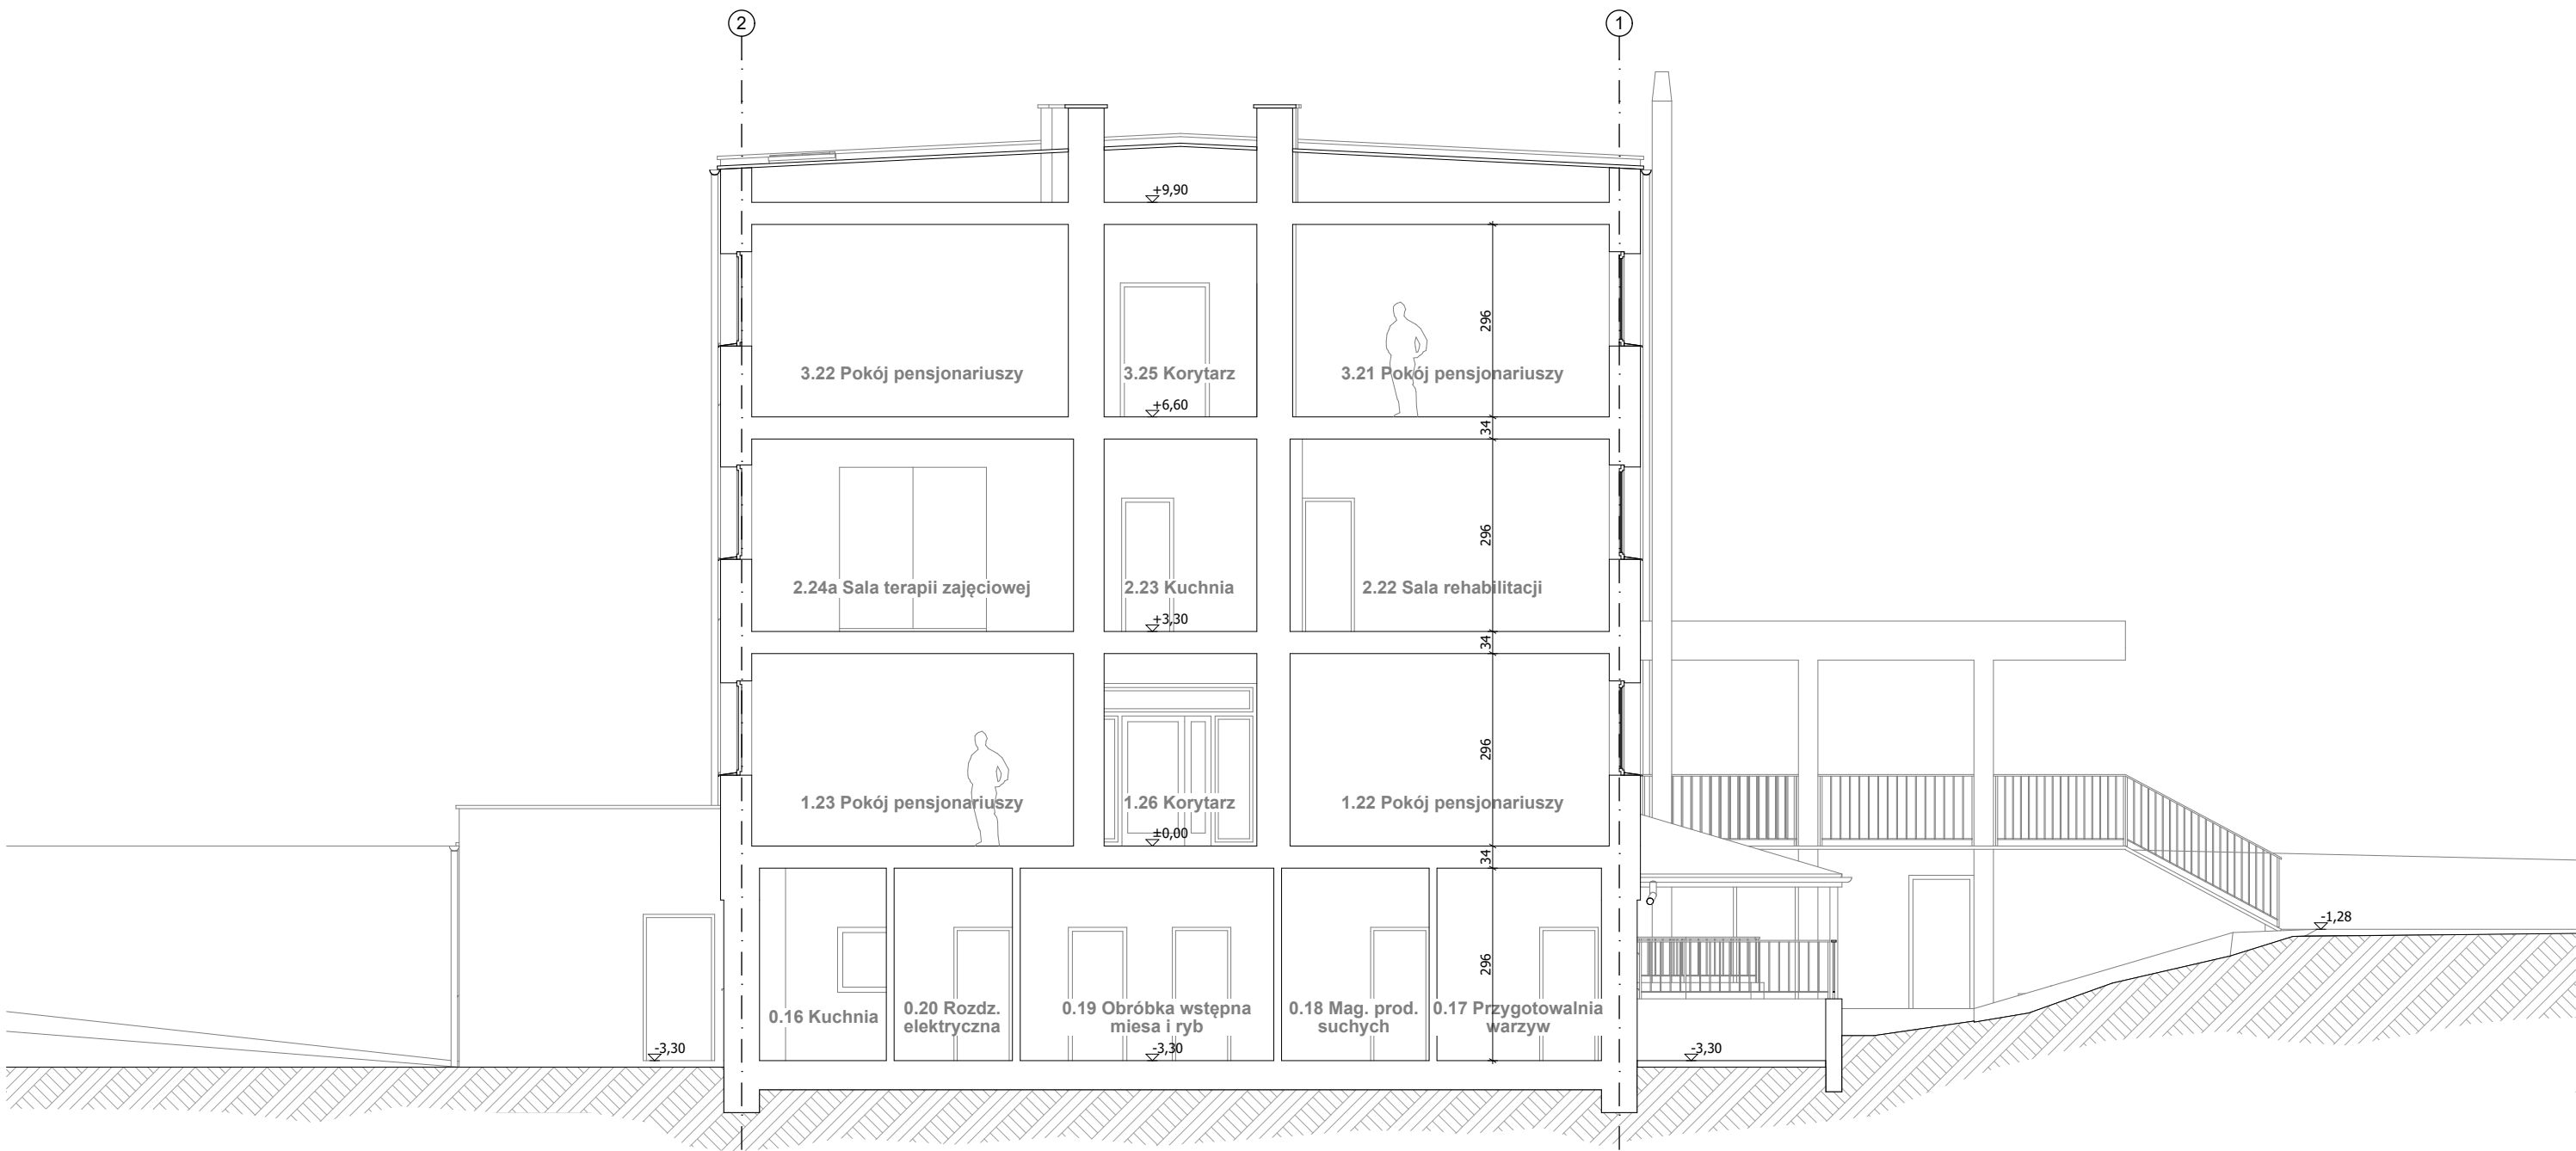 2
1
+9,90
296
3.22 Pokój pensjonariuszy
3.25 Korytarz
3.21 Pokój pensjonariuszy
+6,60
34
296
2.24a Sala terapii zajęciowej
2.23 Kuchnia
2.22 Sala rehabilitacji
+3,30
34
296
1.23 Pokój pensjonariuszy
1.26 Korytarz
1.22 Pokój pensjonariuszy
±0,00
34
-1,28
296
0.16 Kuchnia
0.20 Rozdz.
elektryczna
0.19 Obróbka wstępna
miesa i ryb
0.18 Mag. prod.
suchych
0.17 Przygotowalnia
warzyw
-3,30
-3,30
-3,30